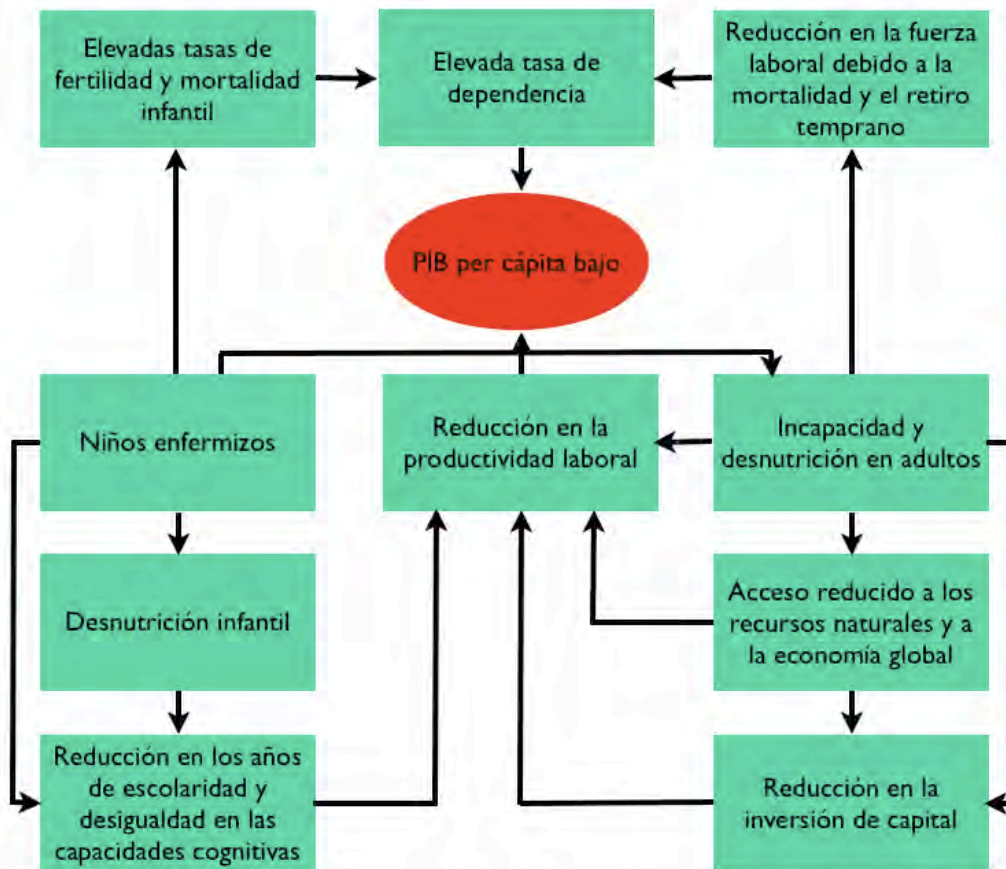 Elevadas tasas de
fertilidad y mortalidad
infantil
Elevada tasa de
dependencia
Reducción en la fuerza
laboral debido a la
mortalidad y el retiro
temprano
PIB per cápita bajo
Niños enfermizos
Reducción en la
productividad laboral
Incapacidad y
desnutrición en adultos
Desnutrición infantil
Acceso reducido a los
recursos naturales y a
la economía global
Reducción en los años
de escolaridad y
desigualdad en las
capacidades cognitivas
Reducción en la
inversión de capital